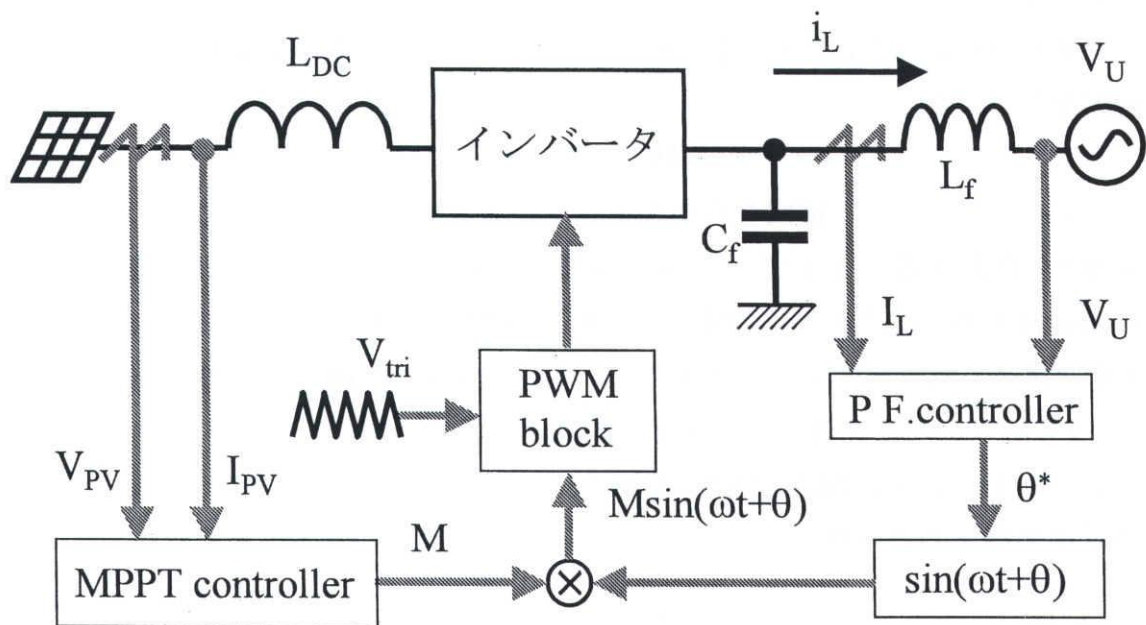 i_L
L_DC
V_U
インバータ
L_f
C_f
I_L
V_U
V_tri
PWM
block
P F.controller
V_PV
I_PV
Msin(ωt+θ)
θ*
M
MPPT controller
sin(ωt+θ)